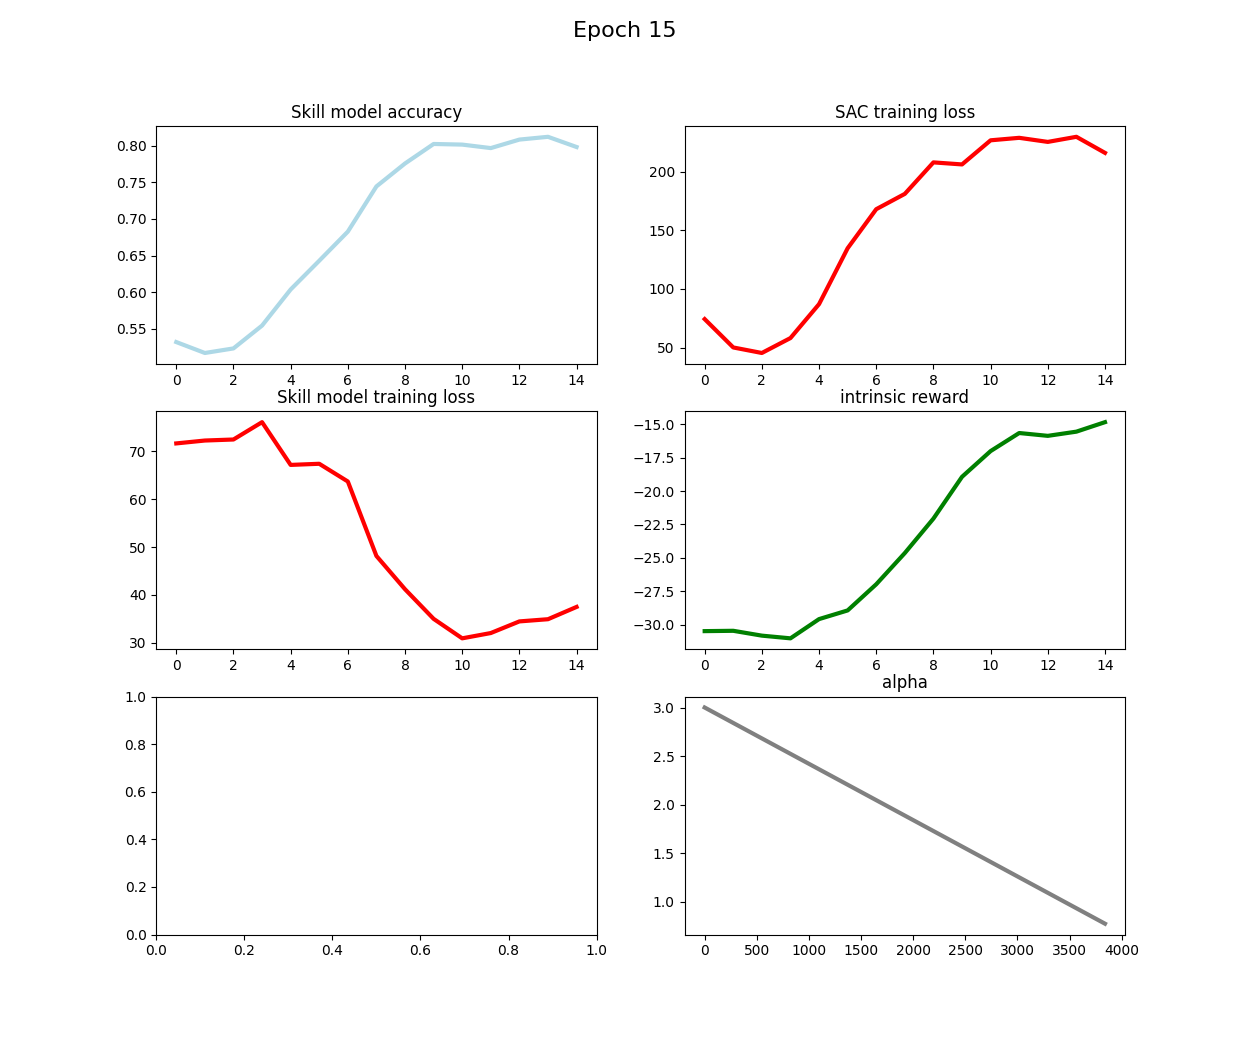 Epoch 15
Skill model accuracy
0.80
0.75
0.70
0.65
0.60
0.55
0 2 4 6 8 10 12 14
SAC training loss
200
150
100
50
0 2 4 6 8 10 12 14
Skill model training loss
70
60
50
40
30
0 2 4 6 8 10 12 14
intrinsic reward
−15.0
−17.5
−20.0
−22.5
−25.0
−27.5
−30.0
0 2 4 6 8 10 12 14
1.0
0.8
0.6
0.4
0.2
0.0
0.0 0.2 0.4 0.6 0.8 1.0
alpha
3.0
2.5
2.0
1.5
1.0
0 500 1000 1500 2000 2500 3000 3500 4000